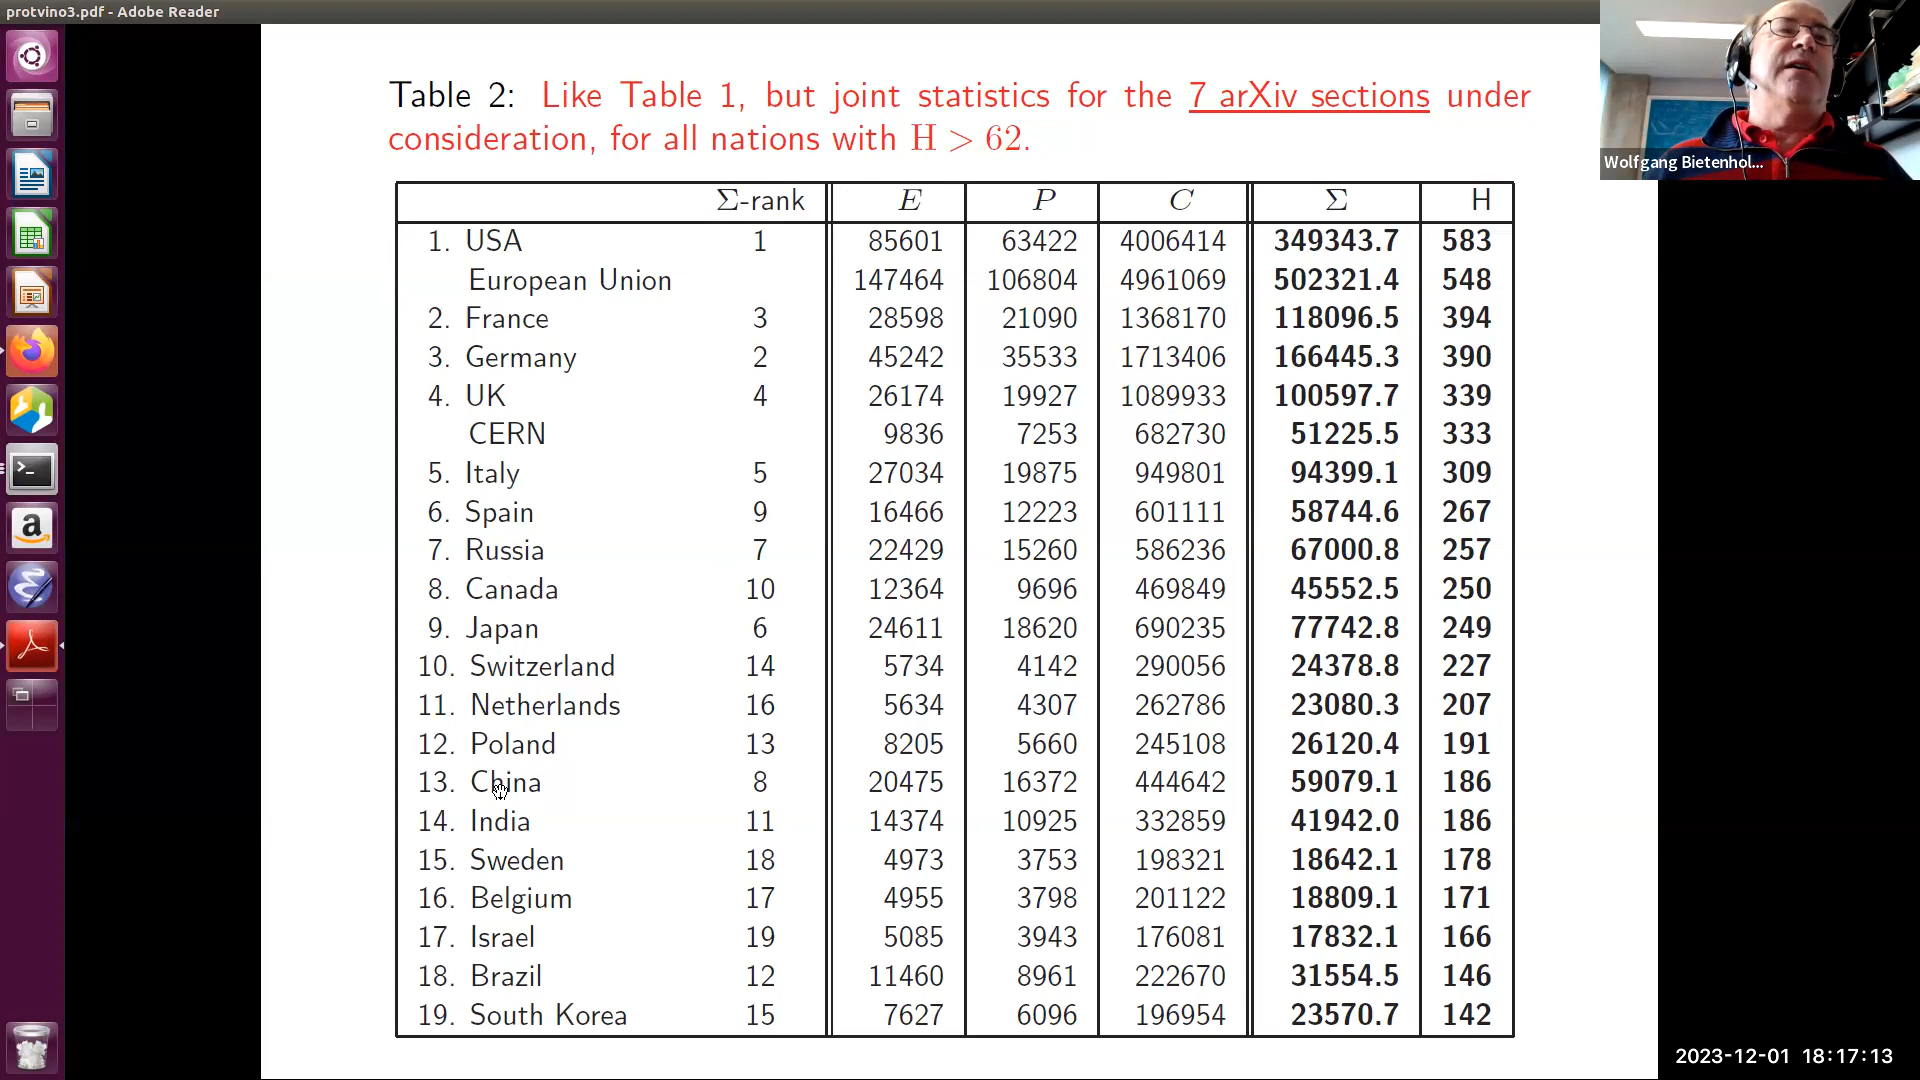 protvino3.pdf - Adobe Reader
Table 2: Like Table 1, but joint statistics for the 7 arXiv sections under
consideration, for all nations with H > 62.
Σ-rank E P C Σ H
1. USA 1 85601 63422 4006414 349343.7 583
European Union 147464 106804 4961069 502321.4 548
2. France 3 28598 21090 1368170 118096.5 394
3. Germany 2 45242 35533 1713406 166445.3 390
4. UK 4 26174 19927 1089933 100597.7 339
CERN 9836 7253 682730 51225.5 333
5. Italy 5 27034 19875 949801 94399.1 309
6. Spain 9 16466 12223 601111 58744.6 267
7. Russia 7 22429 15260 586236 67000.8 257
8. Canada 10 12364 9696 469849 45552.5 250
9. Japan 6 24611 18620 690235 77742.8 249
10. Switzerland 14 5734 4142 290056 24378.8 227
11. Netherlands 16 5634 4307 262786 23080.3 207
12. Poland 13 8205 5660 245108 26120.4 191
13. China 8 20475 16372 444642 59079.1 186
14. India 11 14374 10925 332859 41942.0 186
15. Sweden 18 4973 3753 198321 18642.1 178
16. Belgium 17 4955 3798 201122 18809.1 171
17. Israel 19 5085 3943 176081 17832.1 166
18. Brazil 12 11460 8961 222670 31554.5 146
19. South Korea 15 7627 6096 196954 23570.7 142
Wolfgang Bietenhol...
2023-12-01 18:17:13